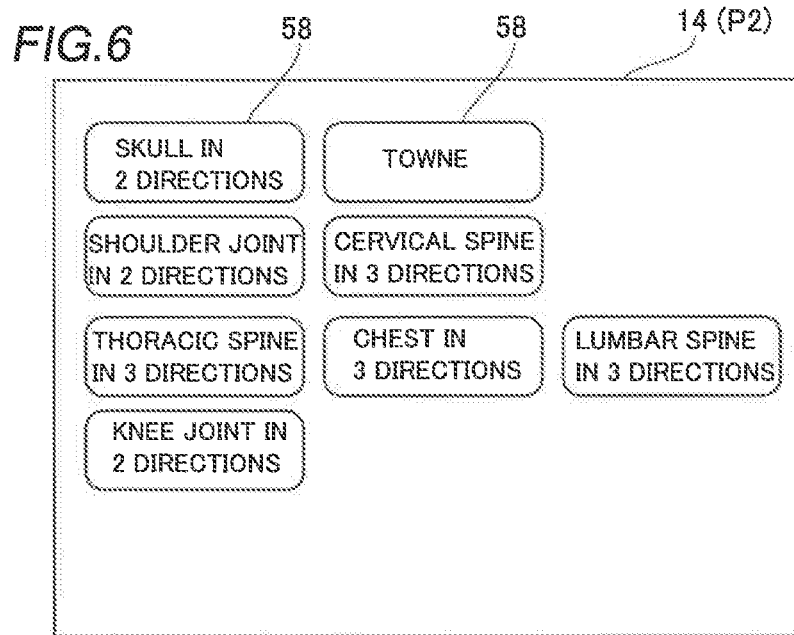 FIG.6
58
58
14 (P2)
SKULL IN
2 DIRECTIONS
TOWNE
SHOULDER JOINT
IN 2 DIRECTIONS
CERVICAL SPINE
IN 3 DIRECTIONS
THORACIC SPINE
IN 3 DIRECTIONS
CHEST IN
3 DIRECTIONS
LUMBAR SPINE
IN 3 DIRECTIONS
KNEE JOINT IN
2 DIRECTIONS